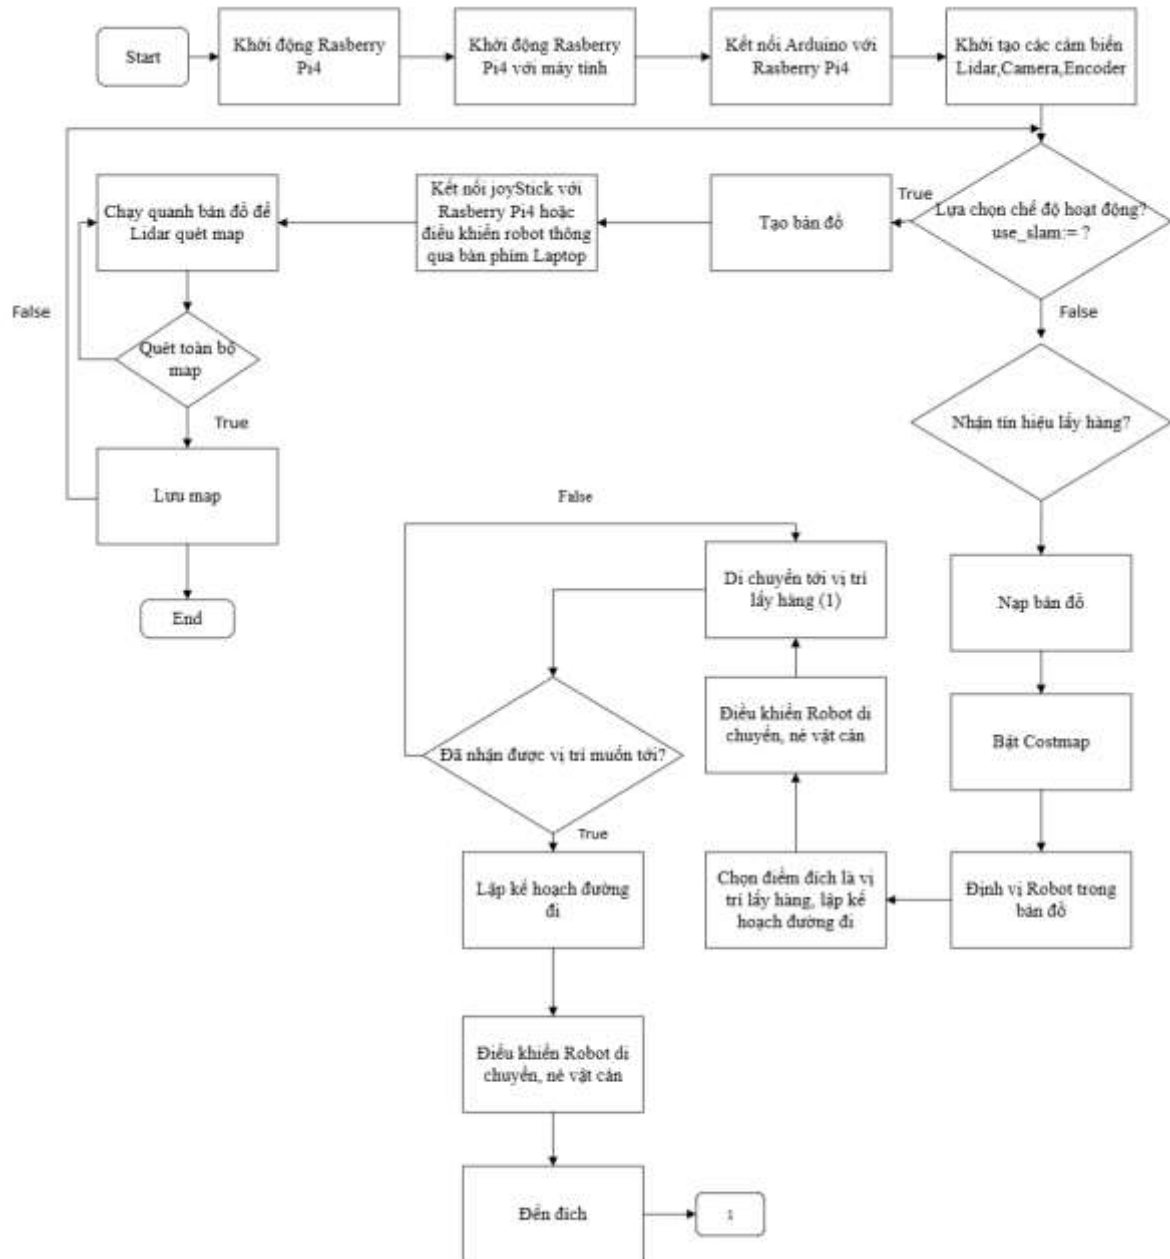 Start
Khởi động Rasberry
Pi4
Khởi động Rasberry
Pi4 với máy tính
Kết nối Arduino với
Rasberry Pi4
Khởi tạo các cảm biến
Lidar,Camera,Encoder
Chạy quanh bản đồ để
Lidar quét map
Kết nối joyStick với
Rasberry Pi4 hoặc
điều khiển robot thông
qua bàn phím Laptop
Tạo bản đồ
True
Lựa chọn chế độ hoạt động?
use_slam:= ?
False
False
Quét toàn bộ
map
True
Nhận tín hiệu lấy hàng?
Lưu map
False
End
Di chuyển tới vị trí
lấy hàng (1)
Nạp bản đồ
Đã nhận được vị trí muốn tới?
Điều khiển Robot di
chuyển, né vật cản
Bật Costmap
True
Lập kế hoạch đường
đi
Chọn điểm đích là vị
trí lấy hàng, lập kế
hoạch đường đi
Định vị Robot trong
bản đồ
Điều khiển Robot di
chuyển, né vật cản
Đến đích
1